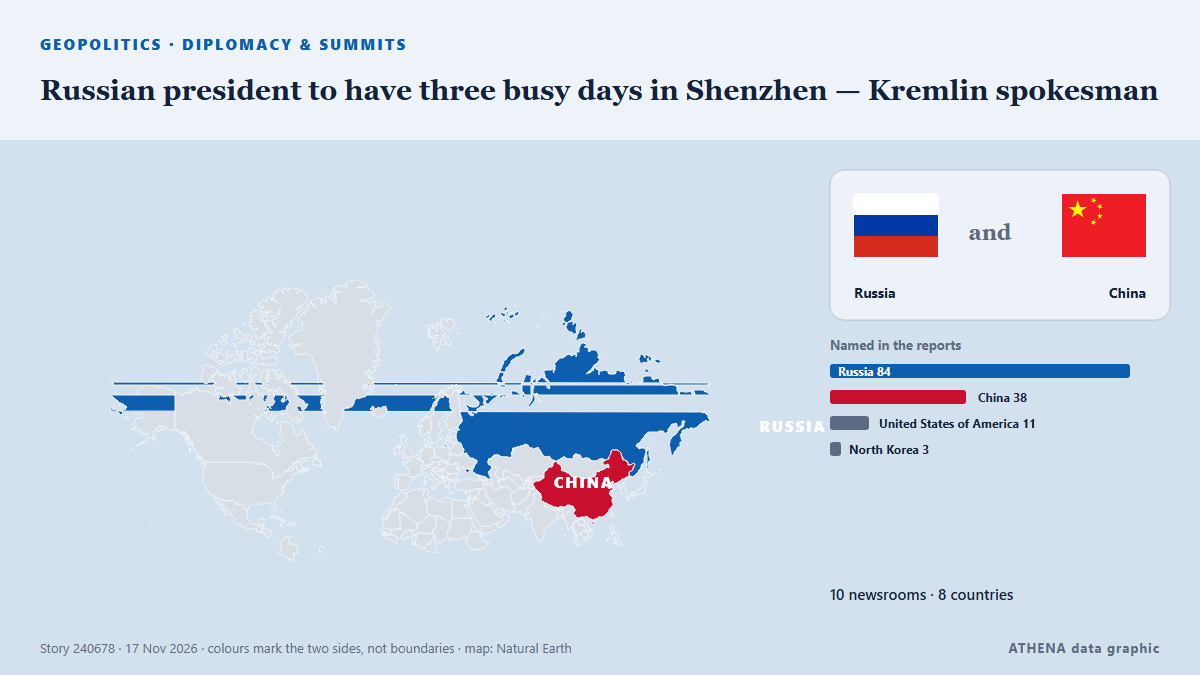 GEOPOLITICS · DIPLOMACY & SUMMITS
Russian president to have three busy days in Shenzhen — Kremlin spokesman
and
Russia
China
Named in the reports
Russia 84
China 38
RUSSIA
United States of America 11
North Korea 3
CHINA
10 newsrooms · 8 countries
Story 240678 · 17 Nov 2026 · colours mark the two sides, not boundaries · map: Natural Earth
ATHENA data graphic